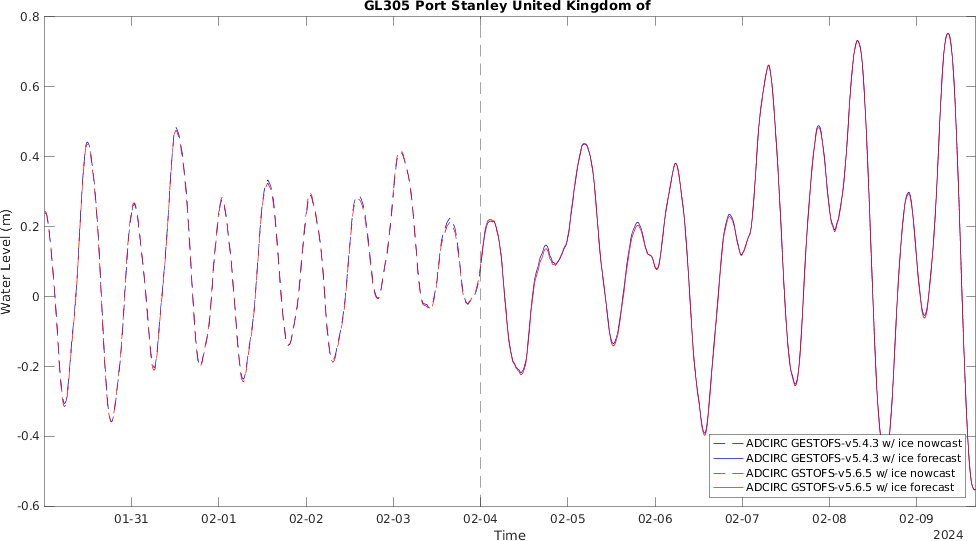 GL305 Port Stanley United Kingdom of
Water Level (m)
0.8
0.6
0.4
0.2
0
-0.2
-0.4
-0.6
ADCIRC GESTOFS-v5.4.3 w/ ice nowcast
ADCIRC GESTOFS-v5.4.3 w/ ice forecast
ADCIRC GSTOFS-v5.6.5 w/ ice nowcast
ADCIRC GSTOFS-v5.6.5 w/ ice forecast
01-31 02-01 02-02 02-03 02-04 02-05 02-06 02-07 02-08 02-09
Time
2024